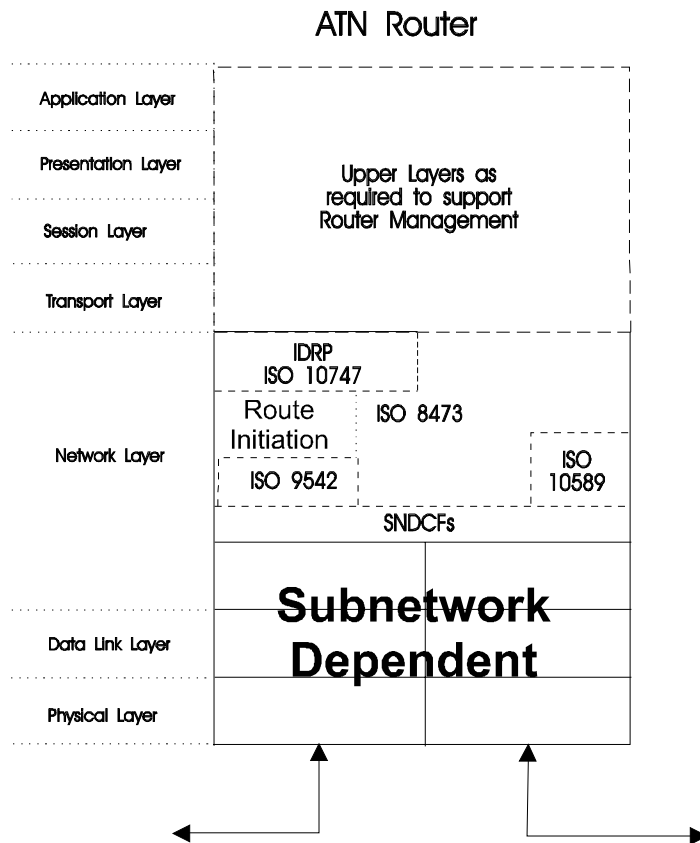 ATN Router
Application Layer
Presentation Layer
Session Layer
Transport Layer
Upper Layers as
required to support
Router Management
Network Layer
IDRP
ISO 10747
Route
Initiation
ISO 8473
ISO 9542
ISO
10589
SNDCFs
Subnetwork
Dependent
Data Link Layer
Physical Layer